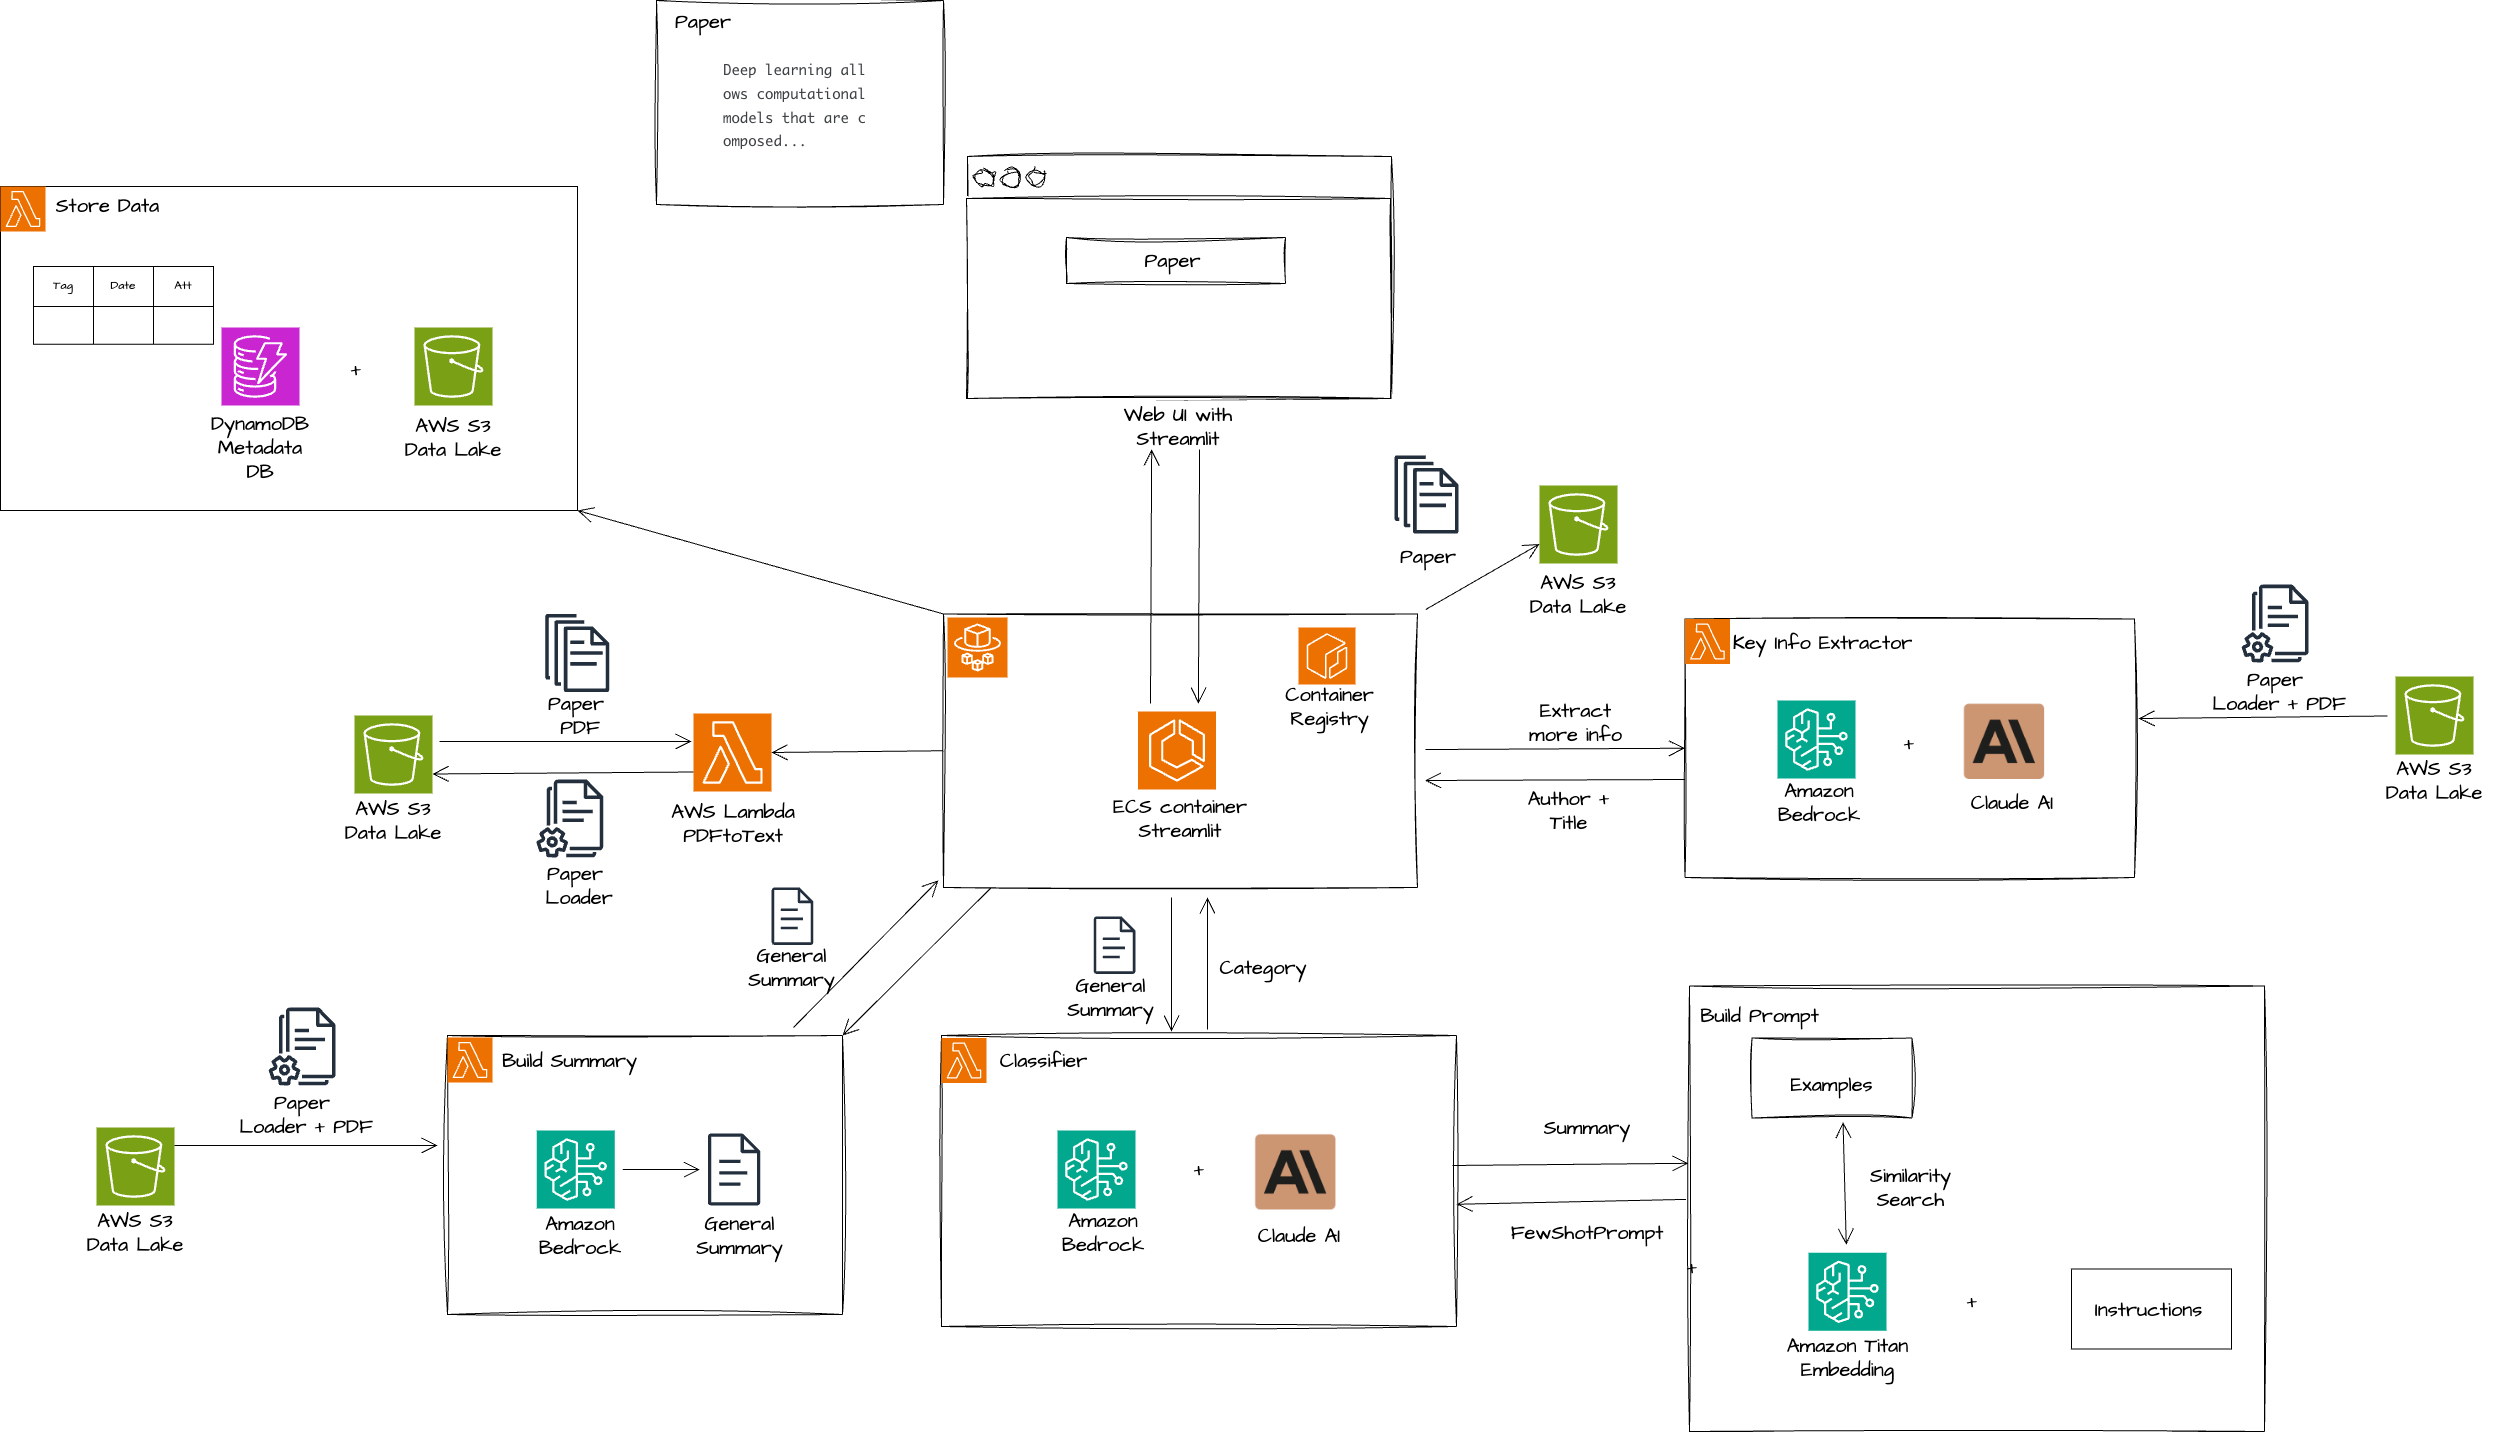 Paper
Deep learning all
ows computational
models that are c
omposed...
Paper
Web UI with
Streamlit
Store Data
Tag
Date
Att
DynamoDB
Metadata
DB
+
AWS S3
Data Lake
Paper
AWS S3
Data Lake
Paper
PDF
AWS S3
Data Lake
Paper
Loader
AWS Lambda
PDFtoText
Container
Registry
ECS container
Streamlit
Extract
more info
Author +
Title
Key Info Extractor
Amazon
Bedrock
+
AI
Claude AI
Paper
Loader + PDF
AWS S3
Data Lake
General
Summary
General
Summary
Category
Paper
Loader + PDF
AWS S3
Data Lake
Build Summary
Amazon
Bedrock
General
Summary
Classifier
Amazon
Bedrock
+
AI
Claude AI
Summary
FewShotPrompt
Build Prompt
Examples
Similarity
Search
+
Amazon Titan
Embedding
+
Instructions